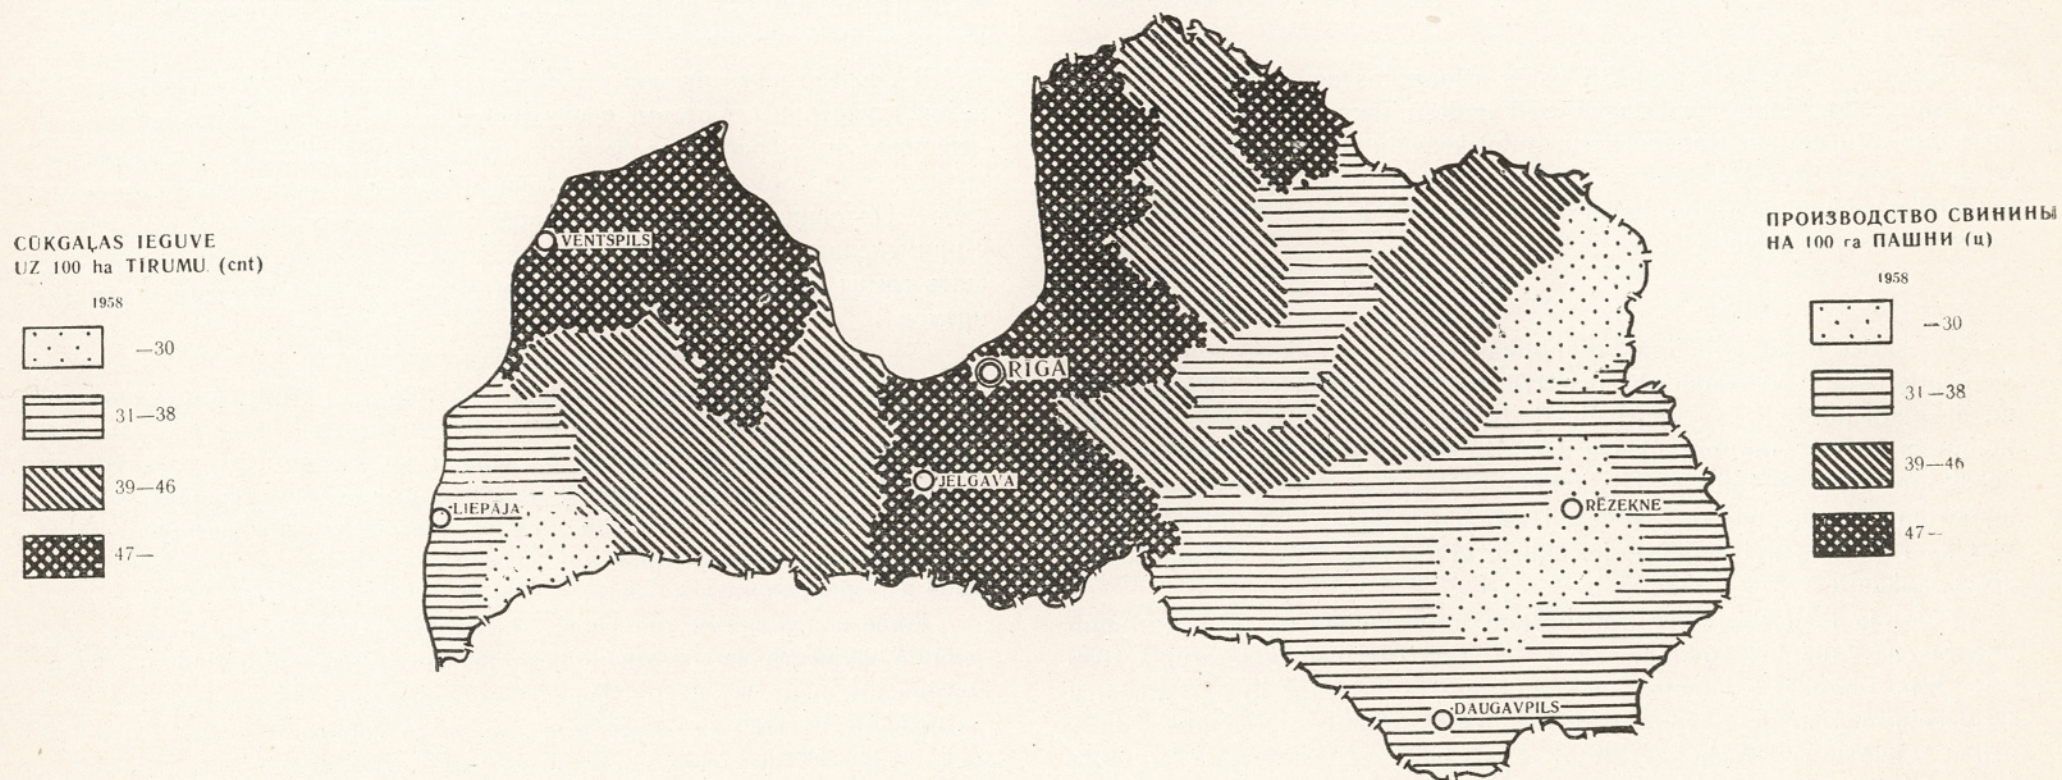 CŪKGAĻAS IEGUVE
UZ 100 ha TĪRUMU (cnt)
1958
—30
31—38
39—46
47—
VENTSPILS
RĪGA
JELGAVA
LIEPĀJA
RĒZEKNE
DAUGAVPILS
ПРОИЗВОДСТВО СВИНИНЫ
НА 100 га ПАШНИ (ц)
1958
—30
31—38
39—46
47—